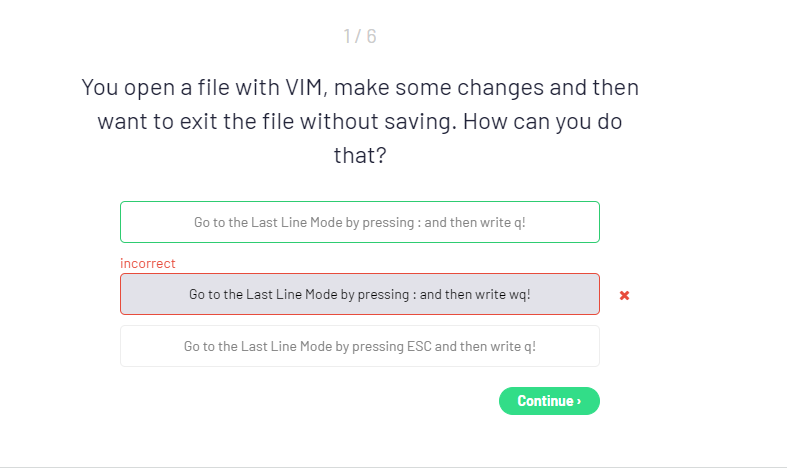 1 / 6
You open a file with VIM, make some changes and then
want to exit the file without saving. How can you do
that?
Go to the Last Line Mode by pressing : and then write q!
incorrect
Go to the Last Line Mode by pressing : and then write wq!
Go to the Last Line Mode by pressing ESC and then write q!
Continue ›